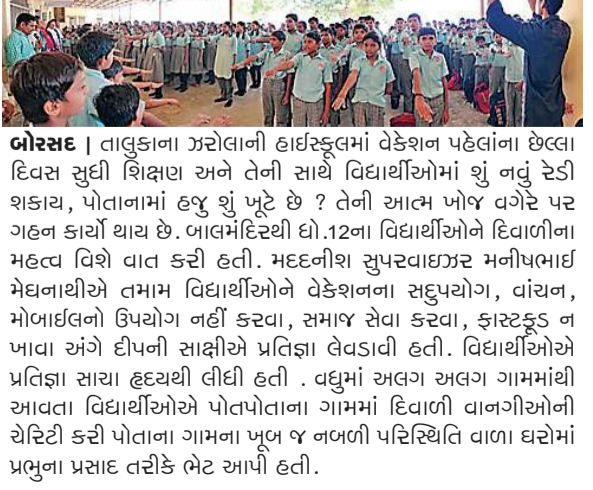 બોરસદ | તાલુકાના ઝરોલાની હાઈસ્કૂલમાં વેકેશન પહેલાંના છેલ્લા
દિવસ સુધી શિક્ષણ અને તેની સાથે વિદ્યાર્થીઓમાં શું નવું રેડી
શકાય, પોતાનામાં હજુ શું ખૂટે છે ? તેની આત્મ ખોજ વગેરે પર
ગહન કાર્યો થાય છે. બાલમંદિરથી ધો.12ના વિદ્યાર્થીઓને દિવાળીના
મહત્વ વિશે વાત કરી હતી. મદદનીશ સુપરવાઇઝર મનીષભાઈ
મેઘનાથીએ તમામ વિદ્યાર્થીઓને વેકેશનના સદુપયોગ, વાંચન,
મોબાઈલનો ઉપયોગ નહીં કરવા, સમાજ સેવા કરવા, ફાસ્ટફૂડ ન
ખાવા અંગે દીપની સાક્ષીએ પ્રતિજ્ઞા લેવડાવી હતી. વિદ્યાર્થીઓએ
પ્રતિજ્ઞા સાચા હૃદયથી લીધી હતી . વધુમાં અલગ અલગ ગામમાંથી
આવતા વિદ્યાર્થીઓએ પોતપોતાના ગામમાં દિવાળી વાનગીઓની
ચેરિટી કરી પોતાના ગામના ખૂબ જ નબળી પરિસ્થિતિ વાળા ઘરોમાં
પ્રભુના પ્રસાદ તરીકે ભેટ આપી હતી.